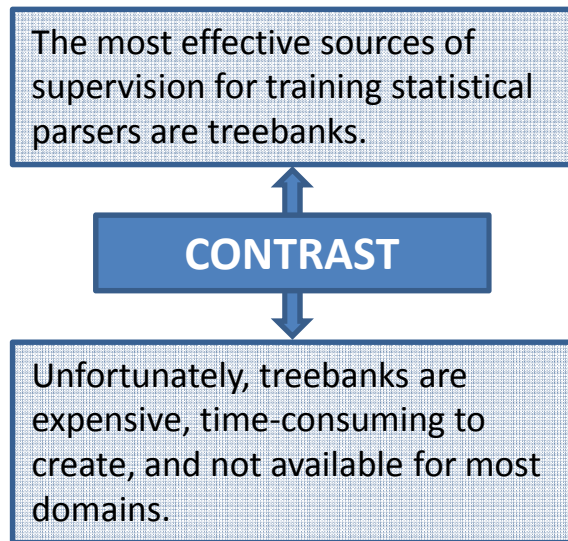 The most effective sources of
supervision for training statistical
parsers are treebanks.
CONTRAST
Unfortunately, treebanks are
expensive, time-consuming to
create, and not available for most
domains.